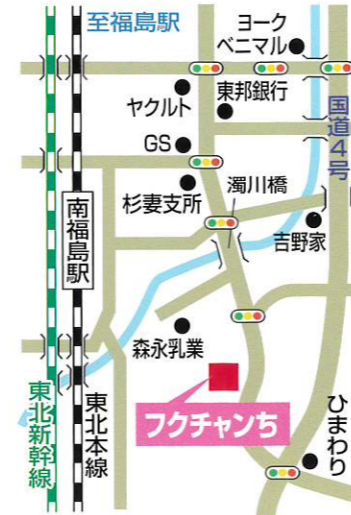 至福島駅
ヨーク
ベニマル
ヤクルト
東邦銀行
国道4号
GS
杉妻支所
濁川橋
南福島駅
吉野家
森永乳業
フクチャンち
東北新幹線
東北本線
ひまわり